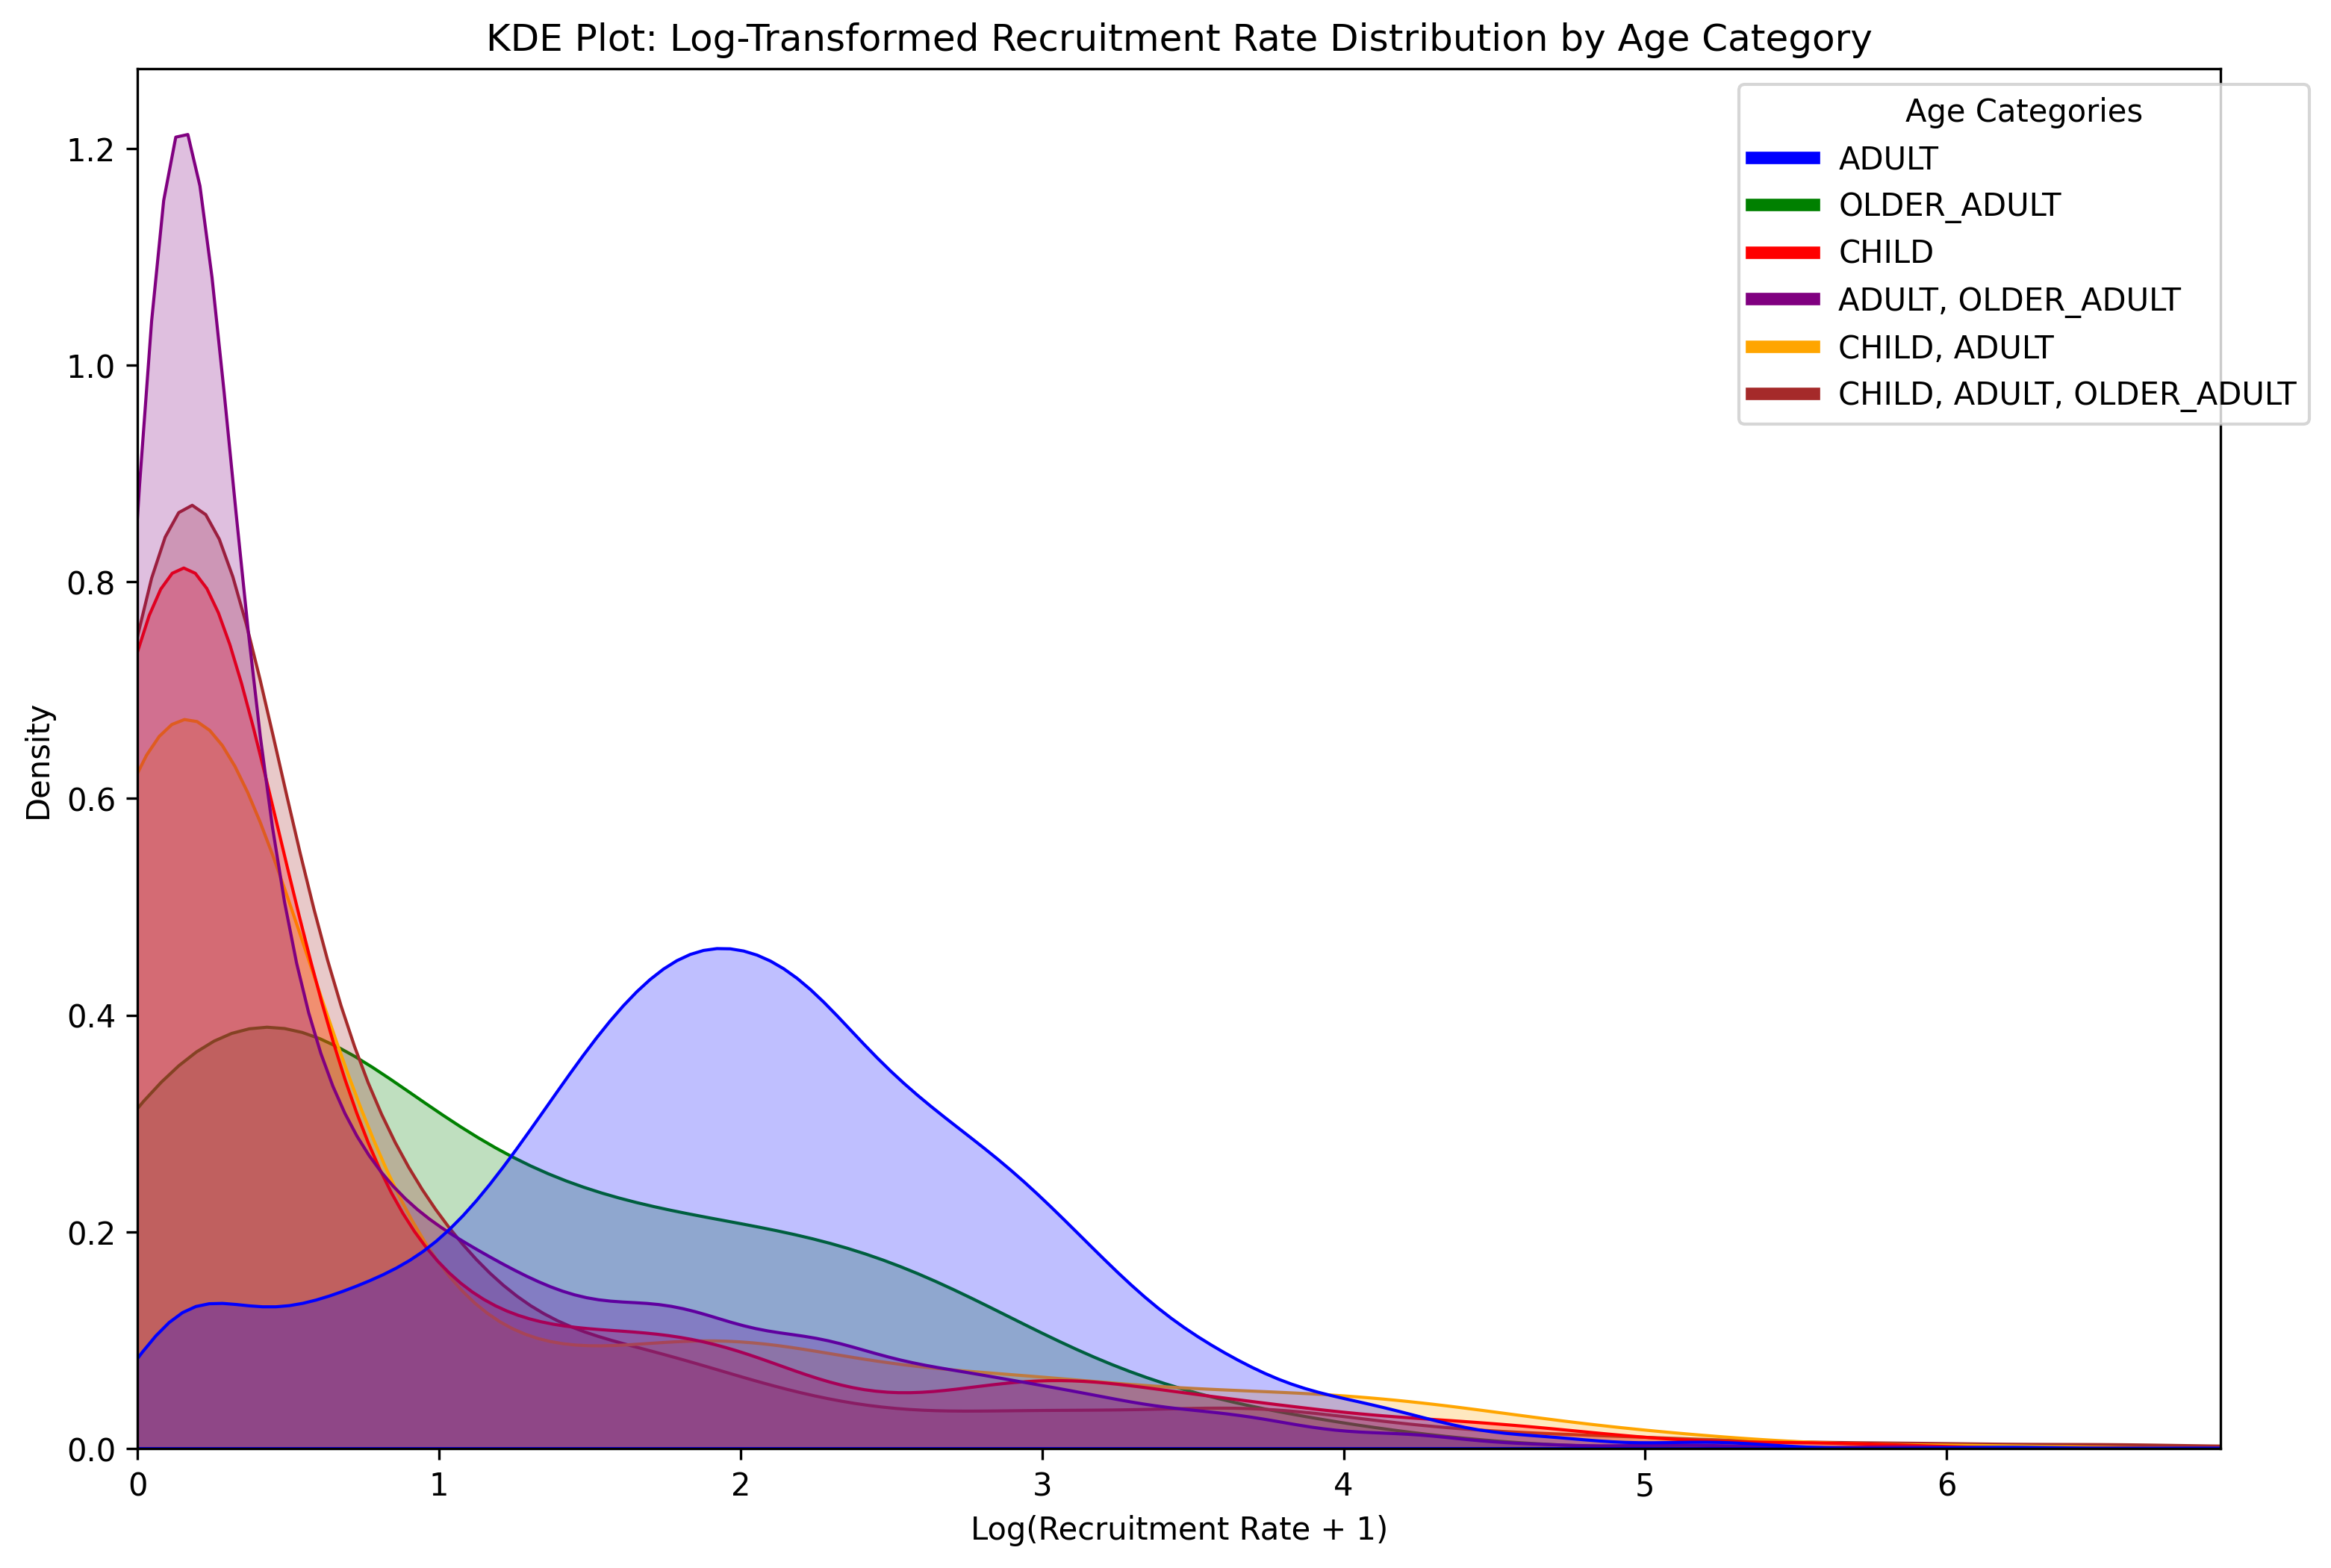 KDE Plot: Log-Transformed Recruitment Rate Distribution by Age Category
Age Categories
ADULT
OLDER_ADULT
CHILD
ADULT, OLDER_ADULT
CHILD, ADULT
CHILD, ADULT, OLDER_ADULT
Density
1.2
1.0
0.8
0.6
0.4
0.2
0.0
0 1 2 3 4 5 6
Log(Recruitment Rate + 1)